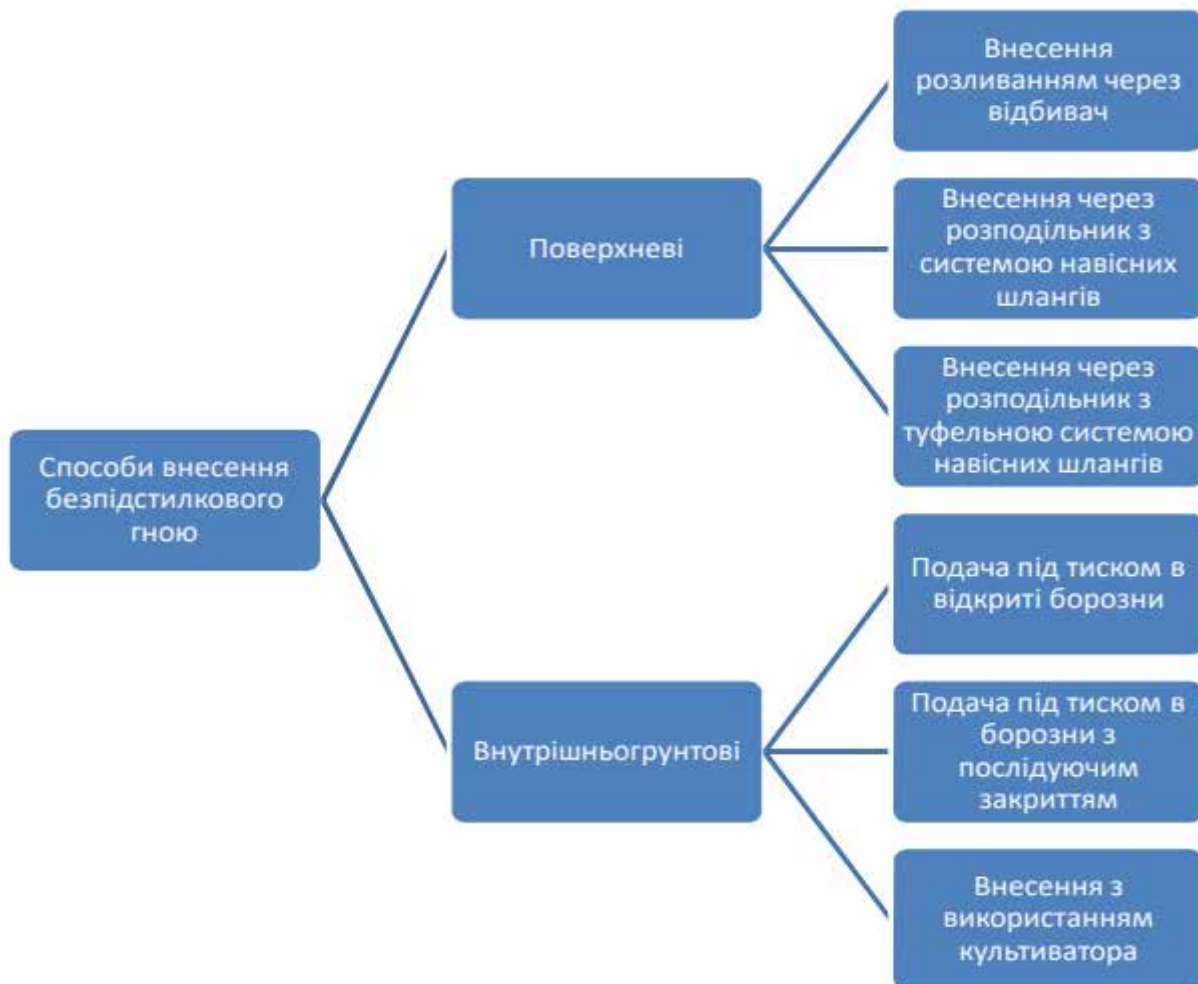 Способи внесення
безпідстилкового
гною
Поверхневі
Внесення
розливанням через
відбивач
Внесення через
розподільник з
системою навісних
шлангів
Внесення через
розподільник з
туфельною системою
навісних шлангів
Внутрішньогрунтові
Подача під тиском в
відкриті борозни
Подача під тиском в
борозни з
послідуючим
закриттям
Внесення з
використанням
культиватора